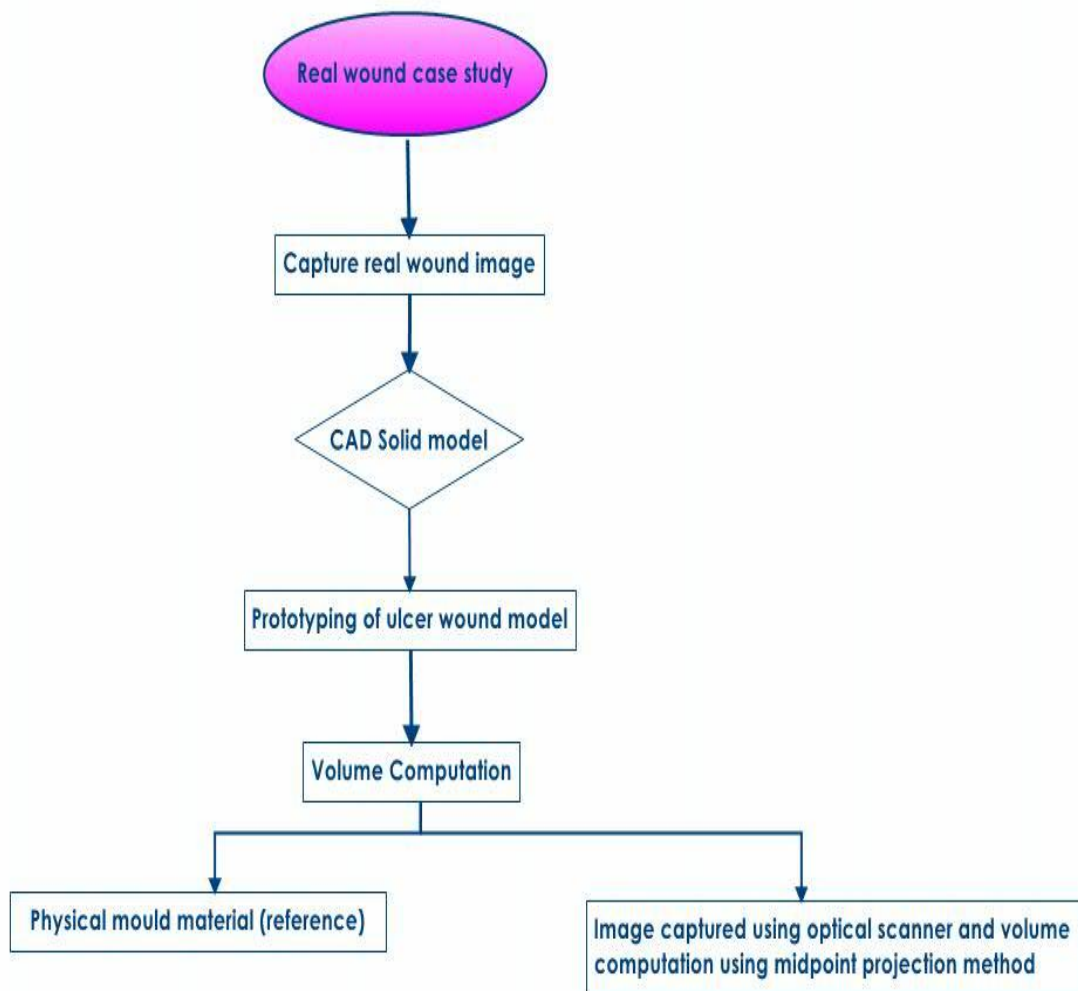 Real wound case study
Capture real wound image
CAD Solid model
Prototyping of ulcer wound model
Volume Computation
Physical mould material (reference)
Image captured using optical scanner and volume
computation using midpoint projection method